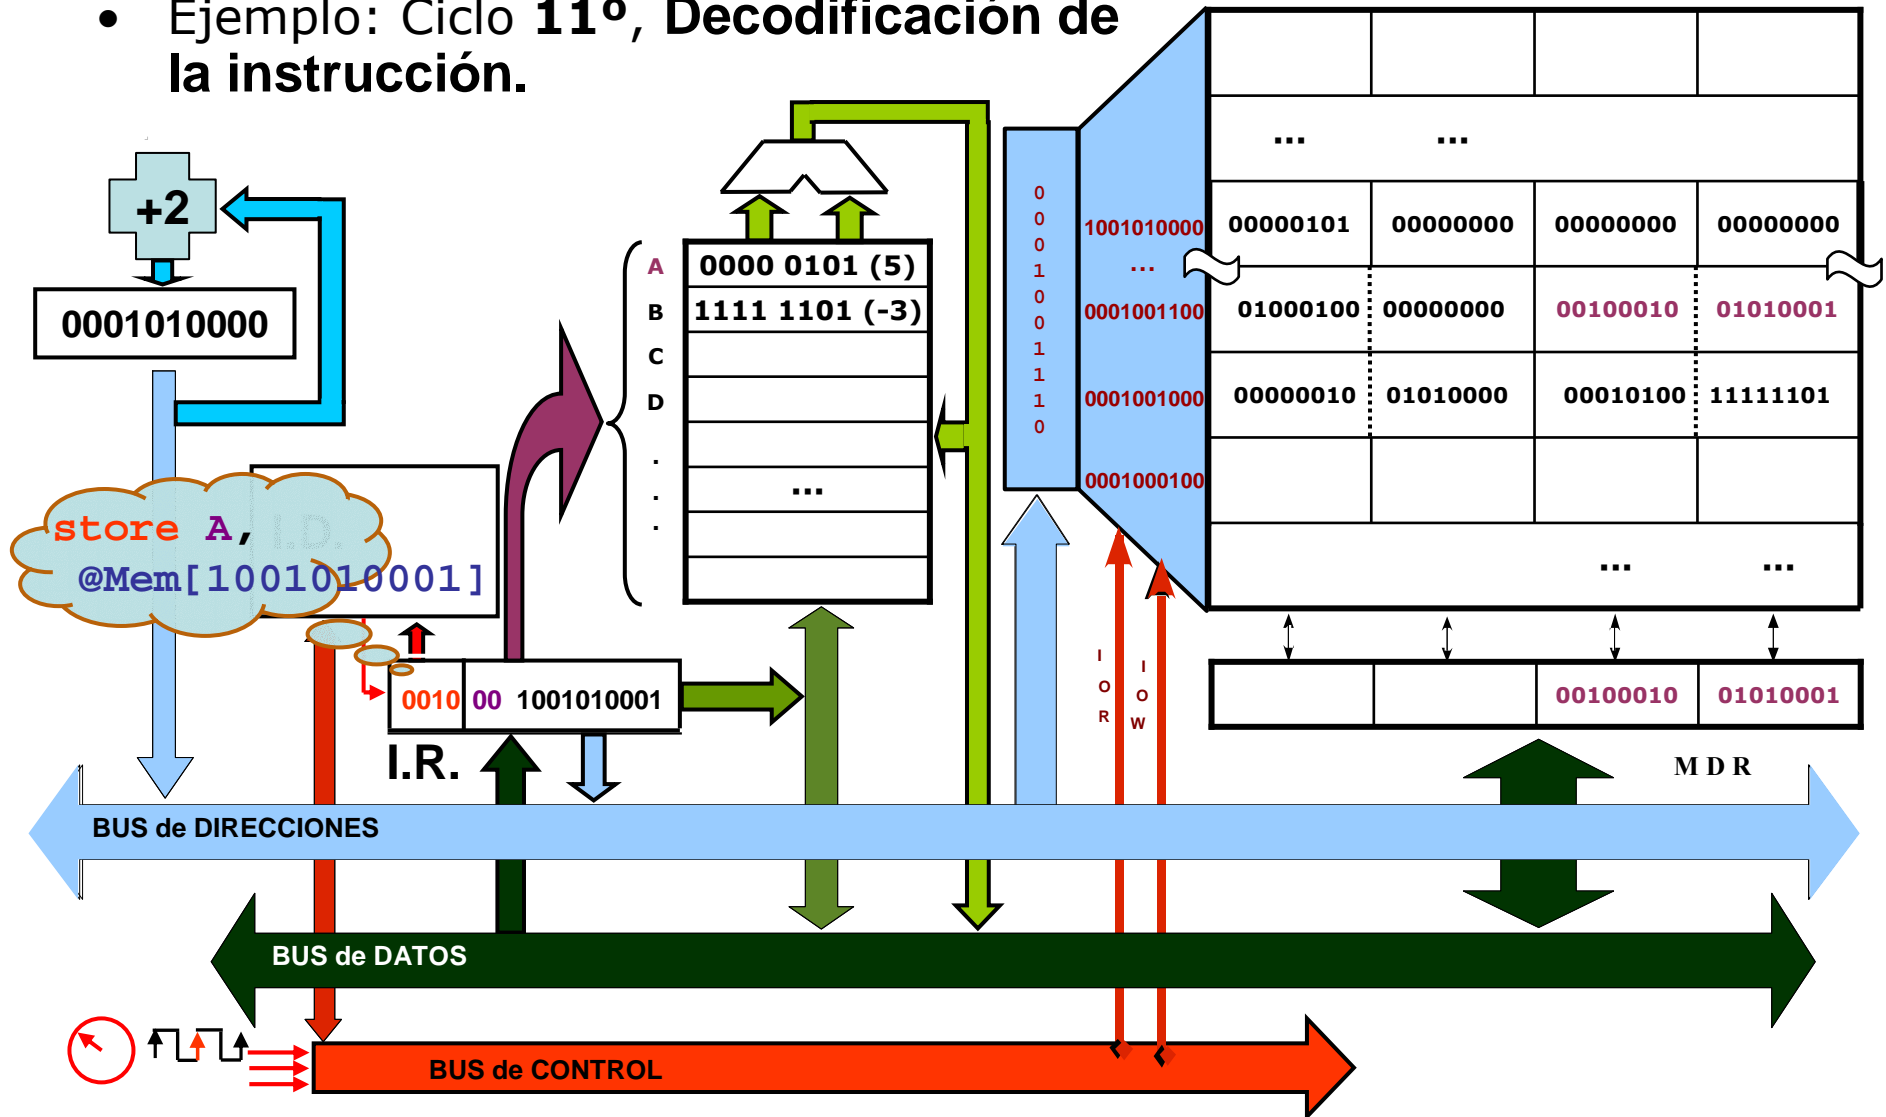 • Ejemplo: Ciclo 11º, Decodificación de
la instrucción.
+2
0001010000
store A,
I.D.
@Mem[1001010001]
0010 00 1001010001
I.R.
A 0000 0101 (5)
B 1111 1101 (-3)
C
D
.
...
.
.
0
0
0
1
0
0
1
1
1
0
1001010000
...
0001001100
0001001000
0001000100
... ...
00000101 00000000 00000000 00000000
01000100 00000000 00100010 01010001
00000010 01010000 00010100 11111101
... ...
I
O
R
I
O
W
00100010 01010001
M D R
BUS de DIRECCIONES
BUS de DATOS
BUS de CONTROL